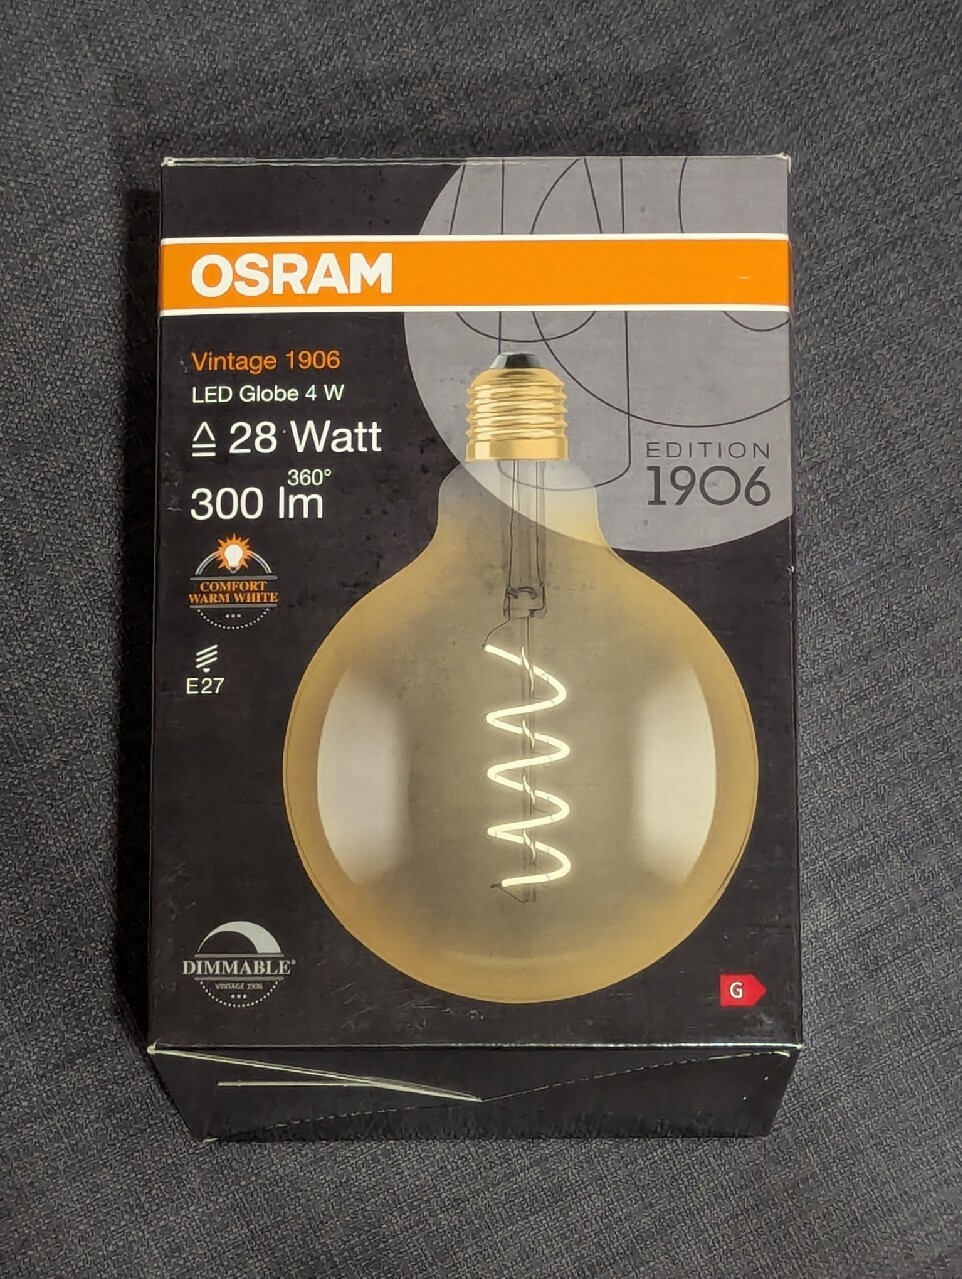 OSRAM
Vintage 1906
LED Globe 4 W
≙ 28 Watt
360°
300 lm
COMFORT
WARM WHITE
E27
EDITION
1906
DIMMABLE*
VINTAGE 1906
G